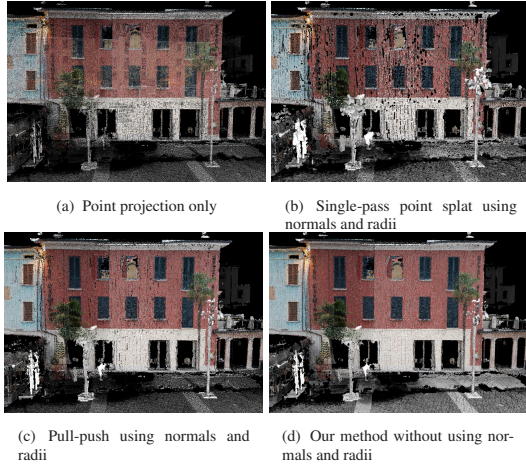 (a) Point projection only
(b) Single-pass point splat using
normals and radii
(c) Pull-push using normals and
radii
(d) Our method without using nor-
mals and radii